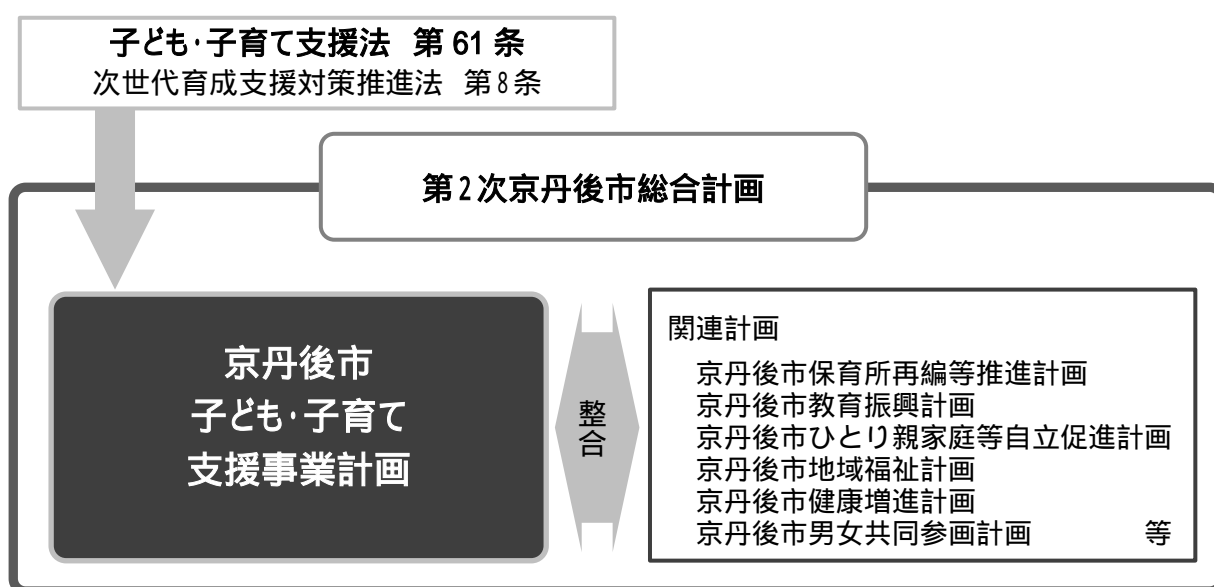 子ども・子育て支援法 第61条
次世代育成支援対策推進法 第8条
第2次京丹後市総合計画
京丹後市
子ども・子育て
支援事業計画
整合
関連計画
京丹後市保育所再編等推進計画
京丹後市教育振興計画
京丹後市ひとり親家庭等自立促進計画
京丹後市地域福祉計画
京丹後市健康増進計画
京丹後市男女共同参画計画 等